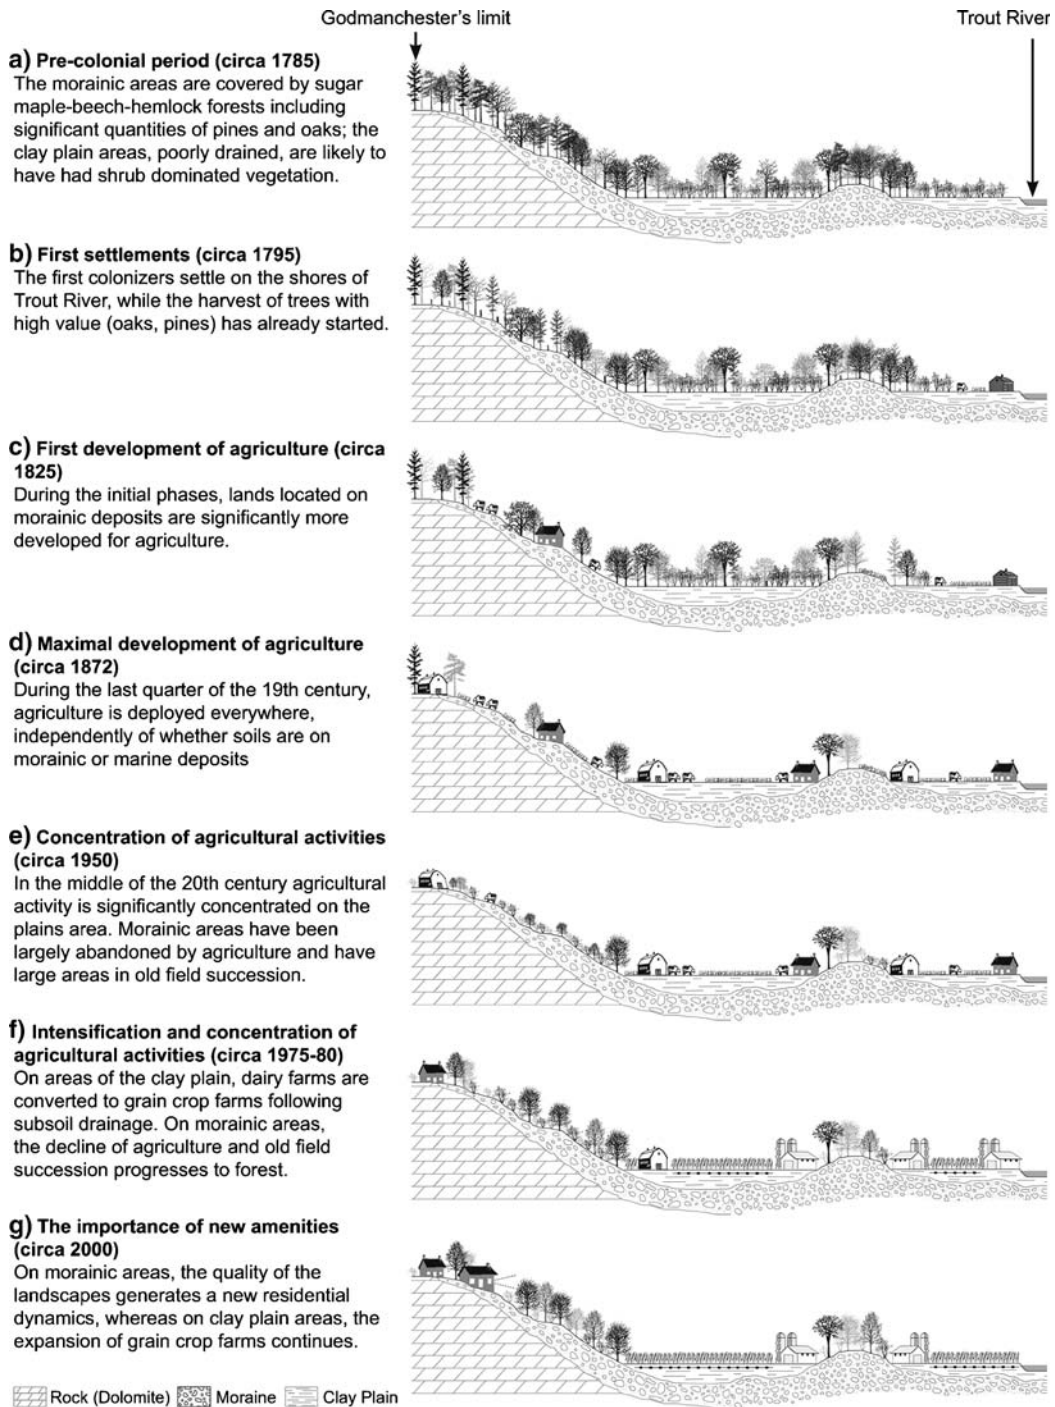 Godmanchester's limit
Trout River
a) Pre-colonial period (circa 1785)
The morainic areas are covered by sugar
maple-beech-hemlock forests including
significant quantities of pines and oaks; the
clay plain areas, poorly drained, are likely to
have had shrub dominated vegetation.
b) First settlements (circa 1795)
The first colonizers settle on the shores of
Trout River, while the harvest of trees with
high value (oaks, pines) has already started.
c) First development of agriculture (circa
1825)
During the initial phases, lands located on
morainic deposits are significantly more
developed for agriculture.
d) Maximal development of agriculture
(circa 1872)
During the last quarter of the 19th century,
agriculture is deployed everywhere,
independently of whether soils are on
morainic or marine deposits
e) Concentration of agricultural activities
(circa 1950)
In the middle of the 20th century agricultural
activity is significantly concentrated on the
plains area. Morainic areas have been
largely abandoned by agriculture and have
large areas in old field succession.
f) Intensification and concentration of
agricultural activities (circa 1975-80)
On areas of the clay plain, dairy farms are
converted to grain crop farms following
subsoil drainage. On morainic areas,
the decline of agriculture and old field
succession progresses to forest.
g) The importance of new amenities
(circa 2000)
On morainic areas, the quality of the
landscapes generates a new residential
dynamics, whereas on clay plain areas, the
expansion of grain crop farms continues.
Rock (Dolomite) Moraine Clay Plain